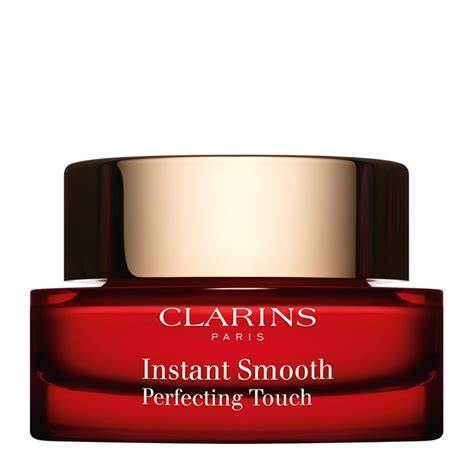 CLARINS
PARIS
Instant Smooth
Perfecting Touch